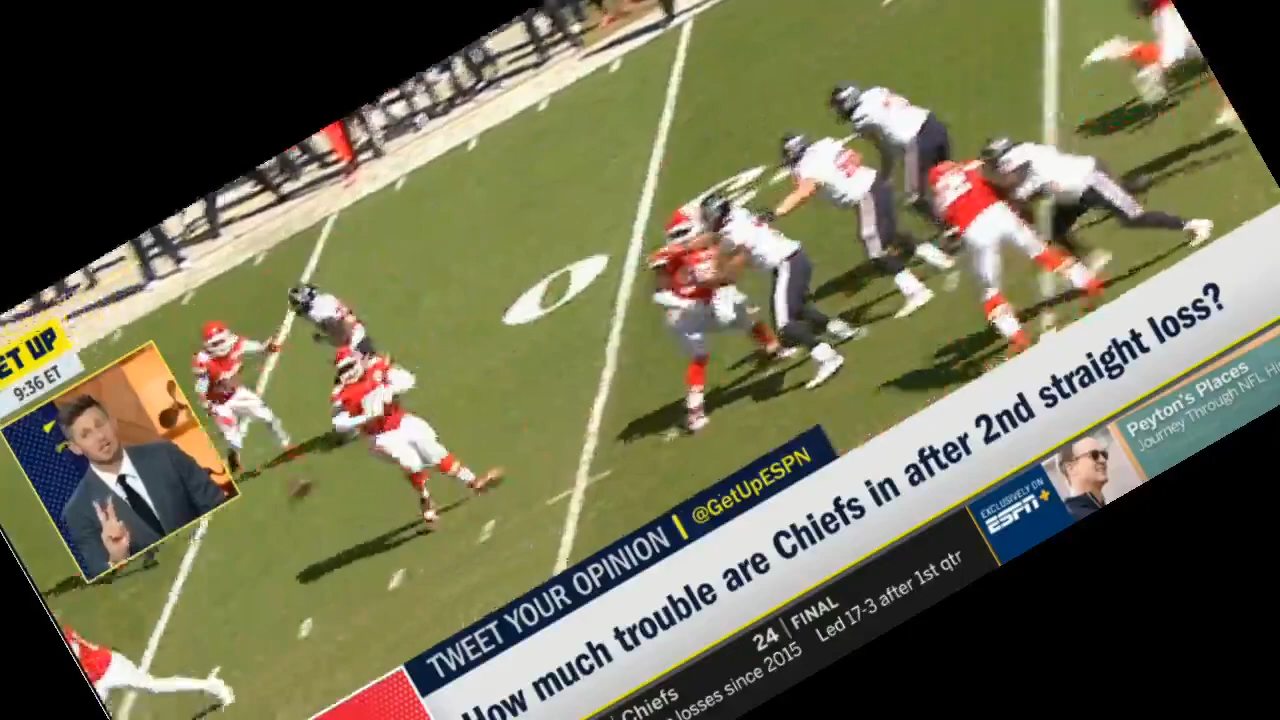 ET UP
9:36 ET
TWEET YOUR OPINION | @GetUpESPN
How much trouble are Chiefs in after 2nd straight loss?
EXCLUSIVELY ON
ESPN+
Peyton's Places
Journey Through NFL
Chiefs 24 | FINAL
losses since 2015 Led 17-3 after 1st qtr